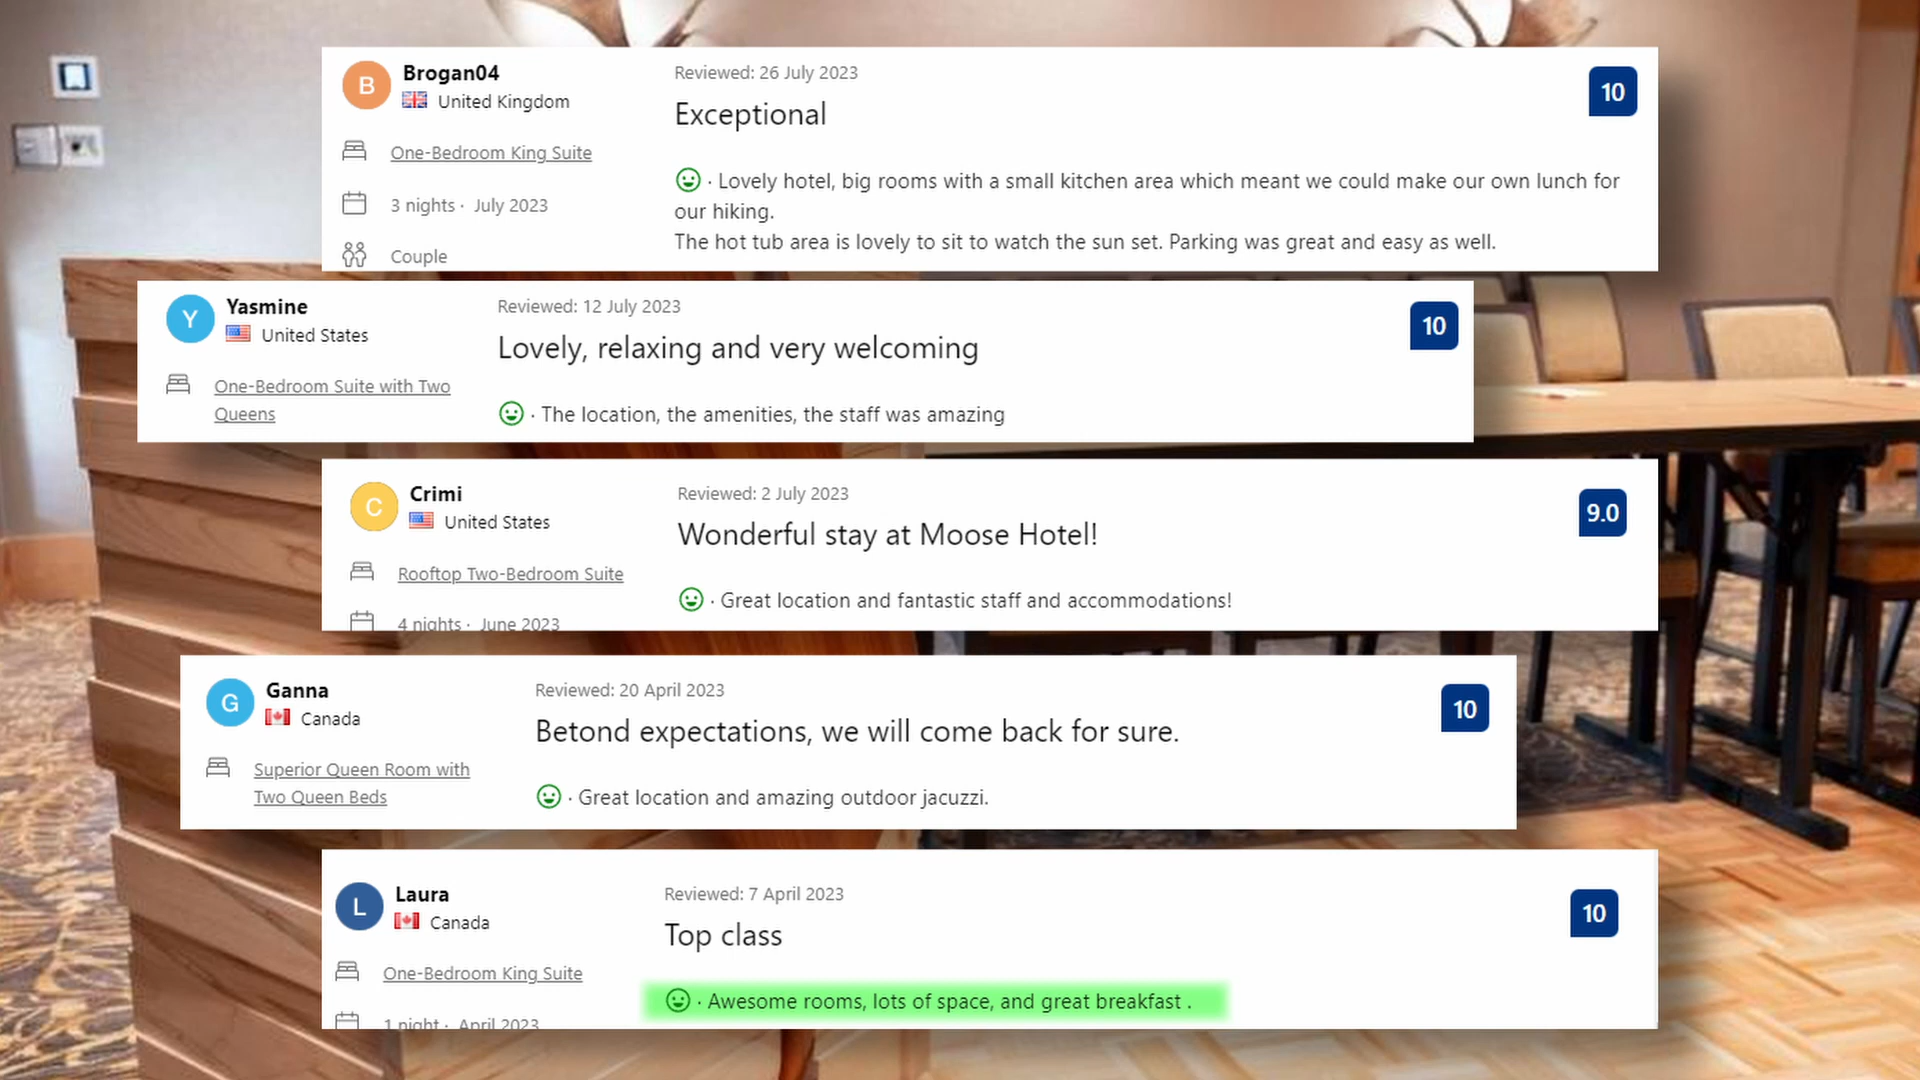 B
Brogan04
United Kingdom
One-Bedroom King Suite
3 nights · July 2023
Couple
Reviewed: 26 July 2023
Exceptional
10
· Lovely hotel, big rooms with a small kitchen area which meant we could make our own lunch for
our hiking.
The hot tub area is lovely to sit to watch the sun set. Parking was great and easy as well.
Y
Yasmine
United States
One-Bedroom Suite with Two
Queens
Reviewed: 12 July 2023
Lovely, relaxing and very welcoming
10
· The location, the amenities, the staff was amazing
C
Crimi
United States
Rooftop Two-Bedroom Suite
4 nights · June 2023
Reviewed: 2 July 2023
Wonderful stay at Moose Hotel!
9.0
· Great location and fantastic staff and accommodations!
G
Ganna
Canada
Superior Queen Room with
Two Queen Beds
Reviewed: 20 April 2023
Betond expectations, we will come back for sure.
10
· Great location and amazing outdoor jacuzzi.
L
Laura
Canada
One-Bedroom King Suite
1 night · April 2023
Reviewed: 7 April 2023
Top class
10
· Awesome rooms, lots of space, and great breakfast .